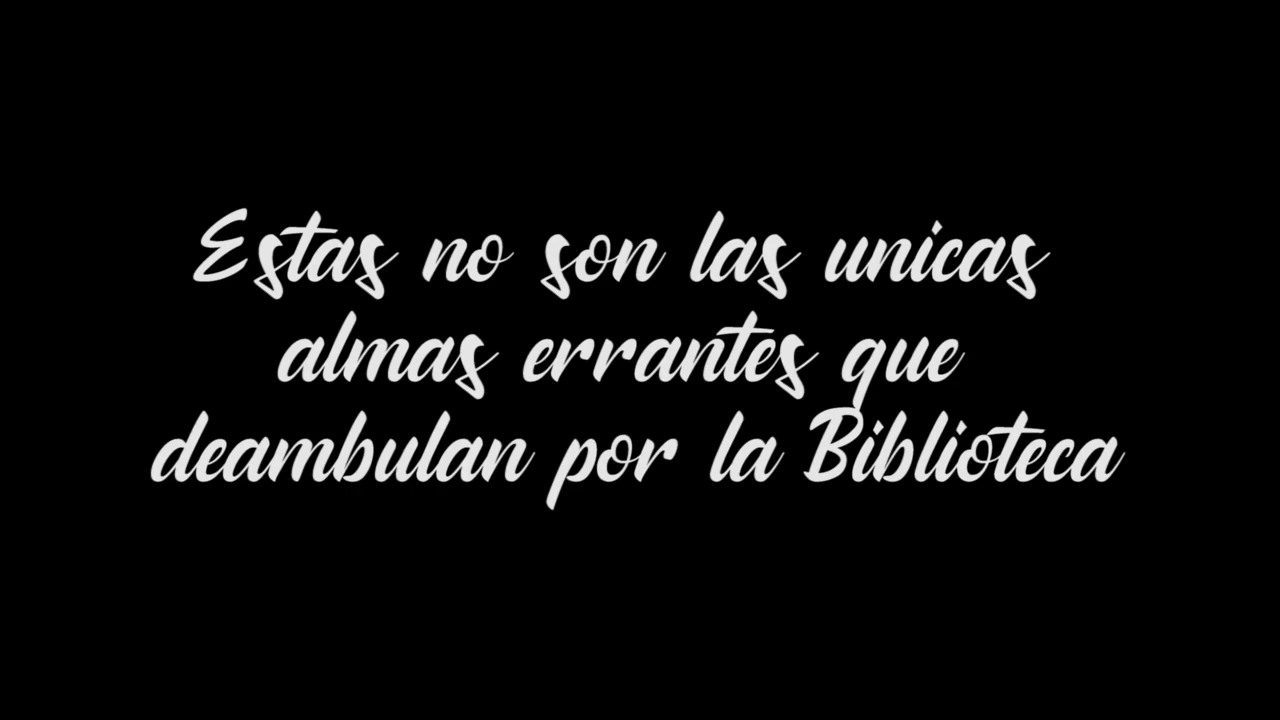 Estas no son las unicas
almas errantes que
deambulan por la Biblioteca